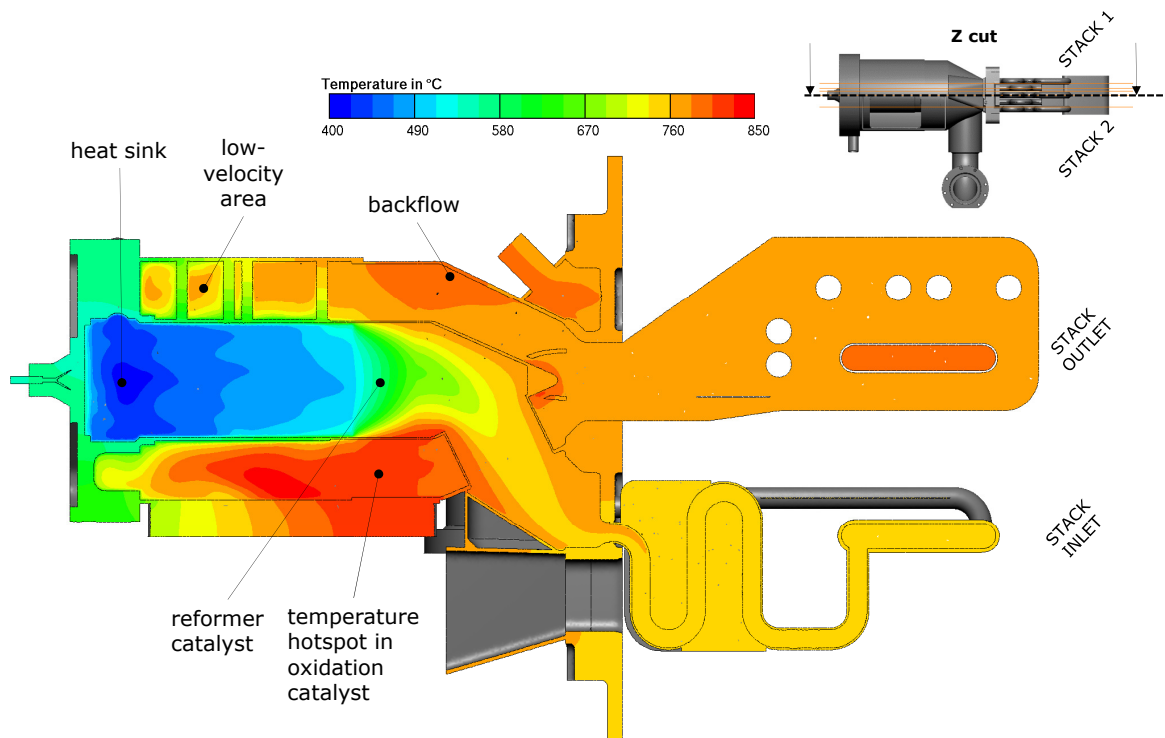 Z cut
STACK 1
STACK 2
Temperature in °C
400 490 580 670 760 850
heat sink
low-
velocity
area
backflow
STACK
OUTLET
STACK
INLET
reformer
catalyst
temperature
hotspot in
oxidation
catalyst